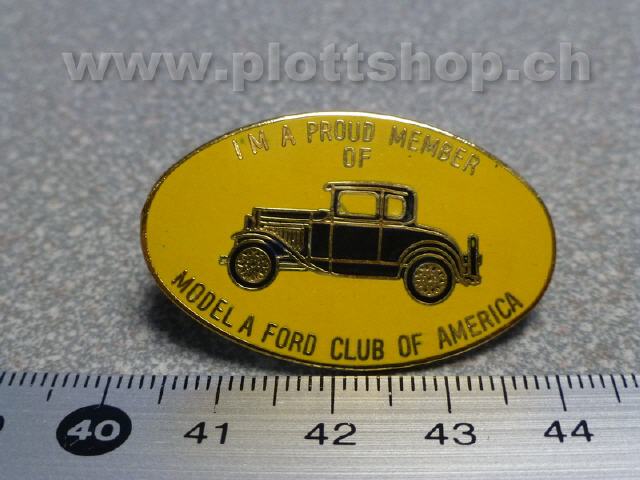 www.plottshop.ch
I'M A PROUD MEMBER
OF
MODEL A FORD CLUB OF AMERICA
40 41 42 43 44